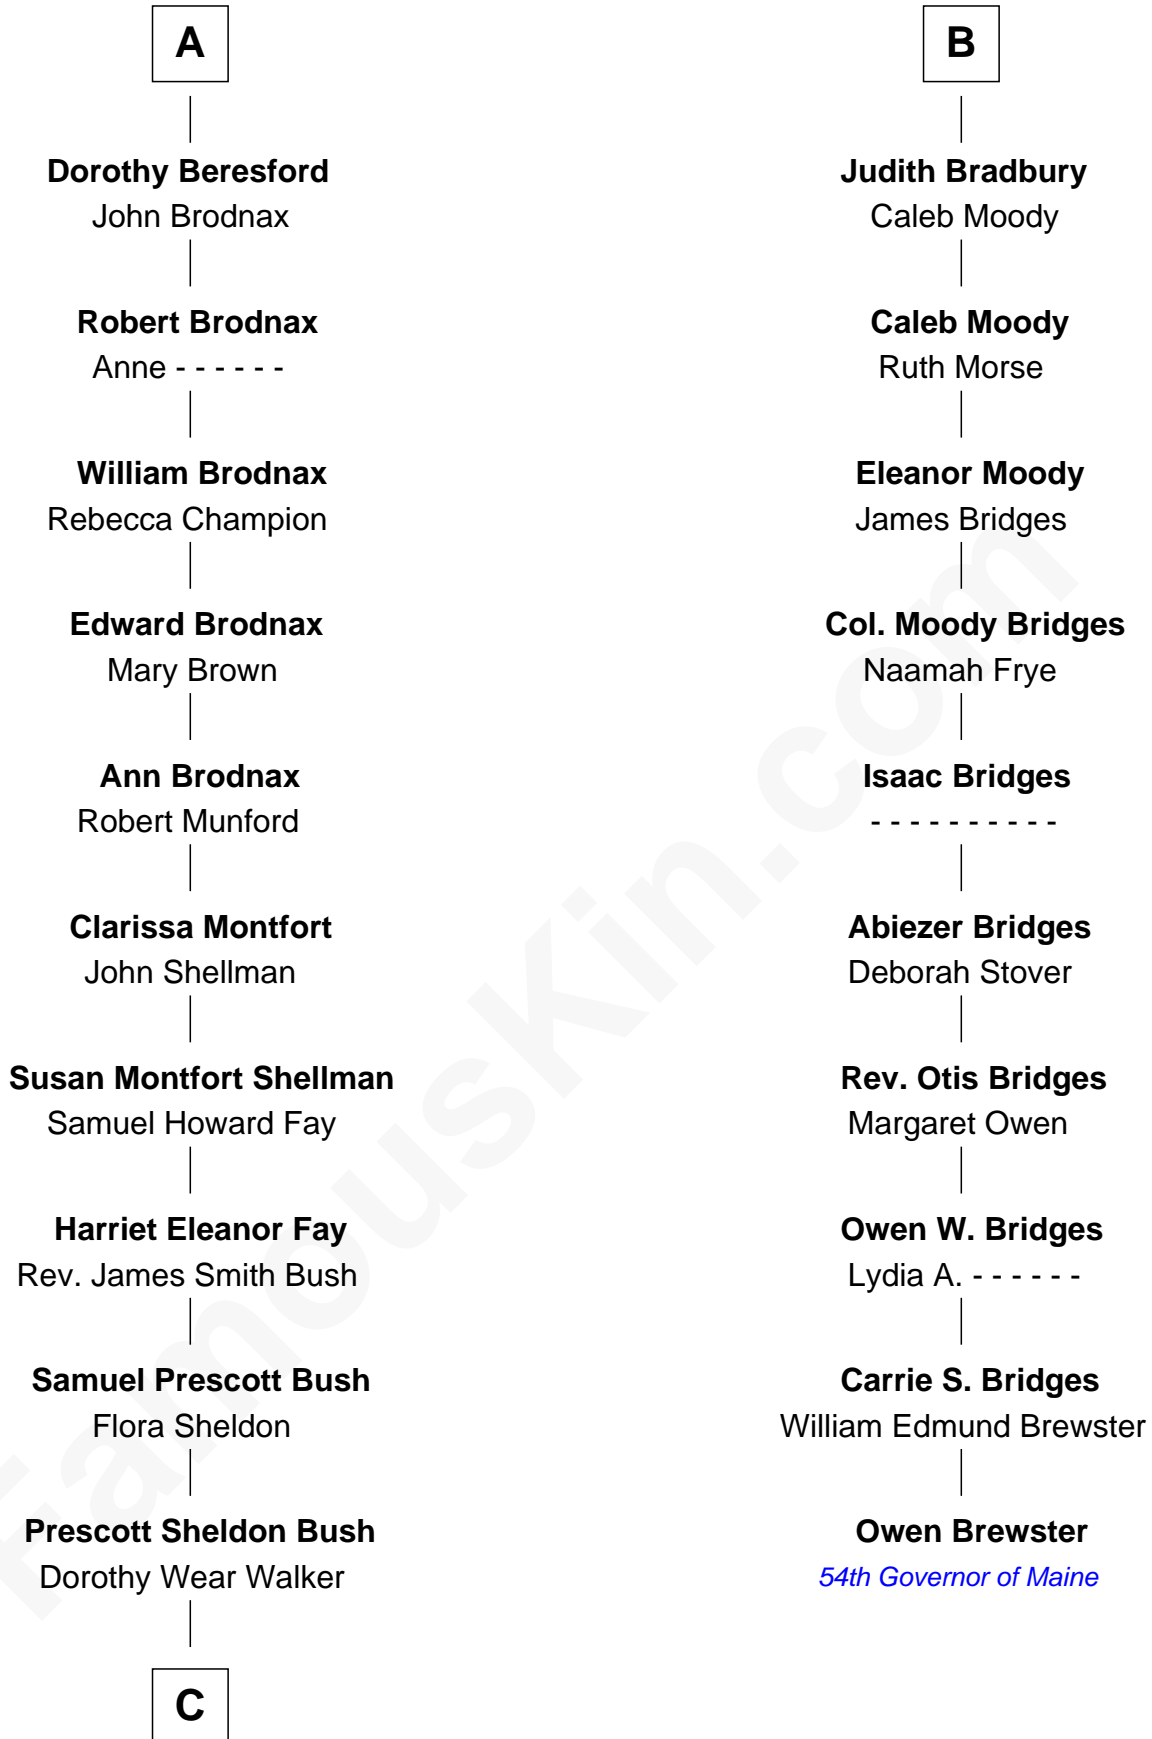 A
Dorothy Beresford
John Brodnax
Robert Brodnax
Anne - - - - - -
William Brodnax
Rebecca Champion
Edward Brodnax
Mary Brown
Ann Brodnax
Robert Munford
Clarissa Montfort
John Shellman
Susan Montfort Shellman
Samuel Howard Fay
Harriet Eleanor Fay
Rev. James Smith Bush
Samuel Prescott Bush
Flora Sheldon
Prescott Sheldon Bush
Dorothy Wear Walker
C
B
Judith Bradbury
Caleb Moody
Caleb Moody
Ruth Morse
Eleanor Moody
James Bridges
Col. Moody Bridges
Naamah Frye
Isaac Bridges
- - - - - - - - - -
Abiezer Bridges
Deborah Stover
Rev. Otis Bridges
Margaret Owen
Owen W. Bridges
Lydia A. - - - - - -
Carrie S. Bridges
William Edmund Brewster
Owen Brewster
54th Governor of Maine
FamousKin.com